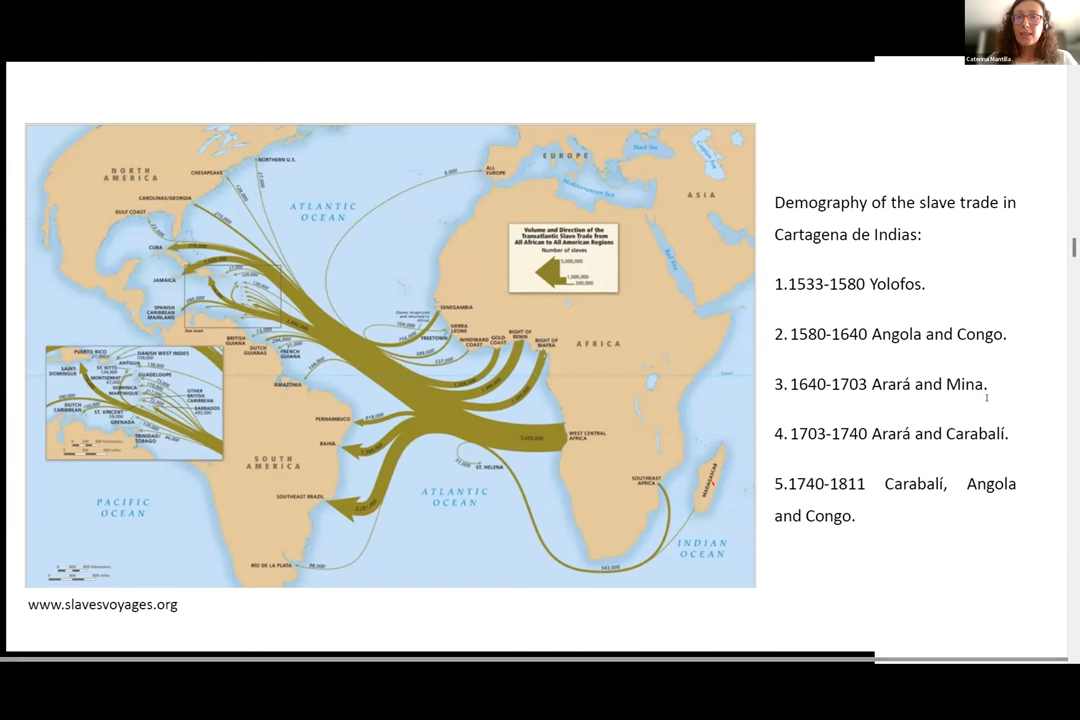 Caterina Mantilla
NORTH
AMERICA
CHESAPEAKE
NORTHERN U.S.
CAROLINAS/GEORGIA
GULF COAST
CUBA
JAMAICA
SPANISH
CARIBBEAN
MAINLAND
ATLANTIC
OCEAN
ALL
EUROPE
EUROPE
Black Sea
Caspian Sea
Mediterranean Sea
ASIA
Red Sea
Volume and Direction of the
Transatlantic Slave Trade from
All African to All American Regions
Number of slaves
SENEGAMBIA
SIERRA
LEONE
FREETOWN
WINDWARD
COAST
GOLD
COAST
BIGHT OF
BENIN
BIGHT OF
BIAFRA
AFRICA
BRITISH
GUIANA
DUTCH
GUIANAS
FRENCH
GUIANA
AMAZONIA
PUERTO RICO
DANISH WEST INDIES
SAINT-
DOMINGUE
ST. KITTS
ANTIGUA
MONTSERRAT
GUADELOUPE
DOMINICA
MARTINIQUE
OTHER
BRITISH
CARIBBEAN
DUTCH
CARIBBEAN
ST. VINCENT
BARBADOS
GRENADA
TRINIDAD/
TOBAGO
PERNAMBUCO
BAHIA
SOUTH
AMERICA
SOUTHEAST BRAZIL
RÍO DE LA PLATA
PACIFIC
OCEAN
ATLANTIC
OCEAN
ST. HELENA
WEST CENTRAL
AFRICA
SOUTHEAST
AFRICA
MADAGASCAR
INDIAN
OCEAN
www.slavesvoyages.org
Demography of the slave trade in
Cartagena de Indias:
1.1533-1580 Yolofos.
2.1580-1640 Angola and Congo.
3.1640-1703 Arará and Mina.
4.1703-1740 Arará and Carabalí.
5.1740-1811 Carabalí, Angola
and Congo.